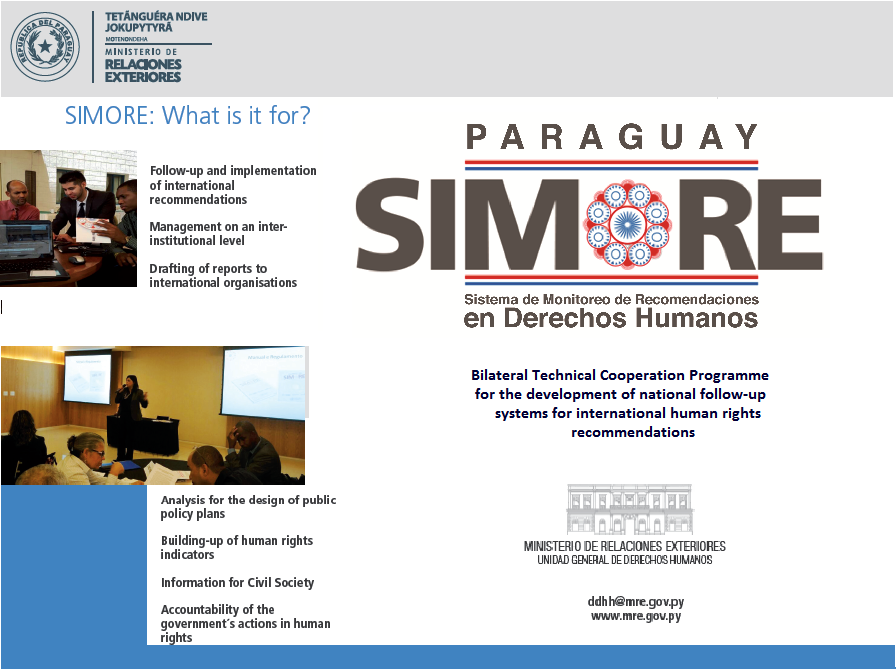 REPUBLICA DEL PARAGUAY
TETÃNGUÉRA NDIVE
JOKUPYTYRÃ
MOTENONDEHA
MINISTERIO DE
RELACIONES
EXTERIORES
SIMORE: What is it for?
Follow-up and implementation
of international
recommendations
Management on an inter-
institutional level
Drafting of reports to
international organisations
Analysis for the design of public
policy plans
Building-up of human rights
indicators
Information for Civil Society
Accountability of the
government´s actions in human
rights
PARAGUAY
SIMORE
Sistema de Monitoreo de Recomendaciones
en Derechos Humanos
Bilateral Technical Cooperation Programme
for the development of national follow-up
systems for international human rights
recommendations
MINISTERIO DE RELACIONES EXTERIORES
UNIDAD GENERAL DE DERECHOS HUMANOS
ddhh@mre.gov.py
www.mre.gov.py